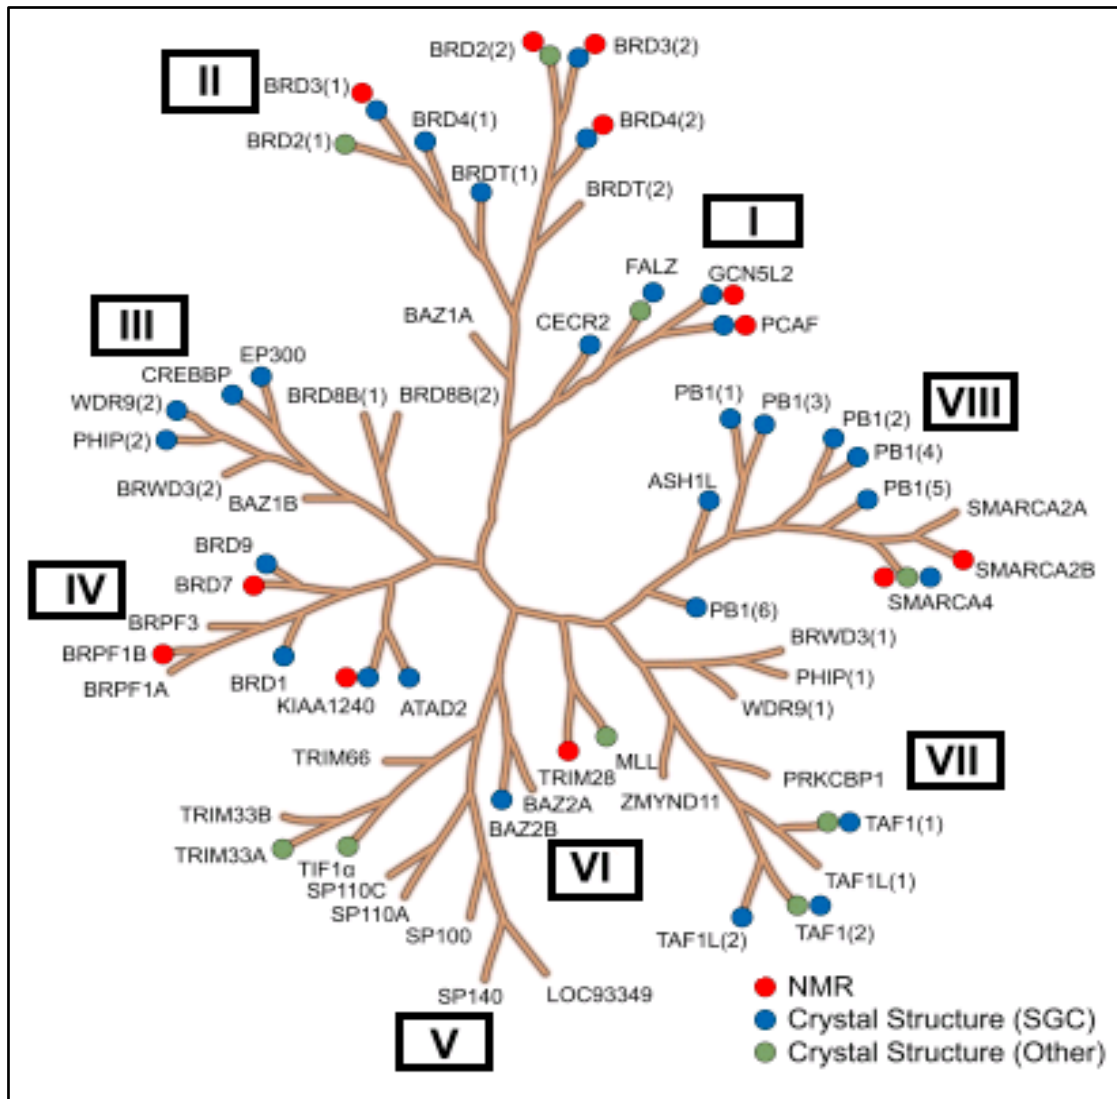 BRD2(2)
BRD3(2)
II
BRD3(1)
BRD4(1)
BRD4(2)
BRD2(1)
BRDT(1)
BRDT(2)
I
FALZ
GCN5L2
III
BAZ1A
CECR2
PCAF
EP300
CREBBP
WDR9(2)
BRD8B(1)
BRD8B(2)
PB1(1)
PB1(3)
PB1(2)
VIII
PHIP(2)
PB1(4)
BRWD3(2)
BAZ1B
ASH1L
PB1(5)
SMARCA2A
BRD9
IV
BRD7
SMARCA2B
SMARCA4
PB1(6)
BRPF3
BRWD3(1)
BRPF1B
BRPF1A
BRD1
PHIP(1)
KIAA1240
ATAD2
WDR9(1)
VII
TRIM66
MLL
TRIM28
PRKCBP1
BAZ2A
ZMYND11
TRIM33B
BAZ2B
TAF1(1)
TRIM33A
TIF1α
VI
SP110C
TAF1L(1)
SP110A
SP100
TAF1L(2)
TAF1(2)
SP140
LOC93349
V
NMR
Crystal Structure (SGC)
Crystal Structure (Other)